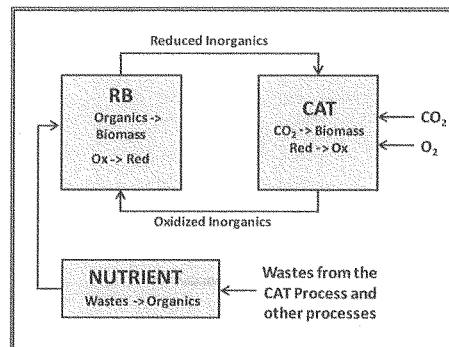 Reduced Inorganics
RB
Organics ->
Biomass
Ox -> Red
CAT
CO₂ -> Biomass
Red -> Ox
CO₂
O₂
Oxidized Inorganics
NUTRIENT
Wastes -> Organics
Wastes from the
CAT Process and
other processes